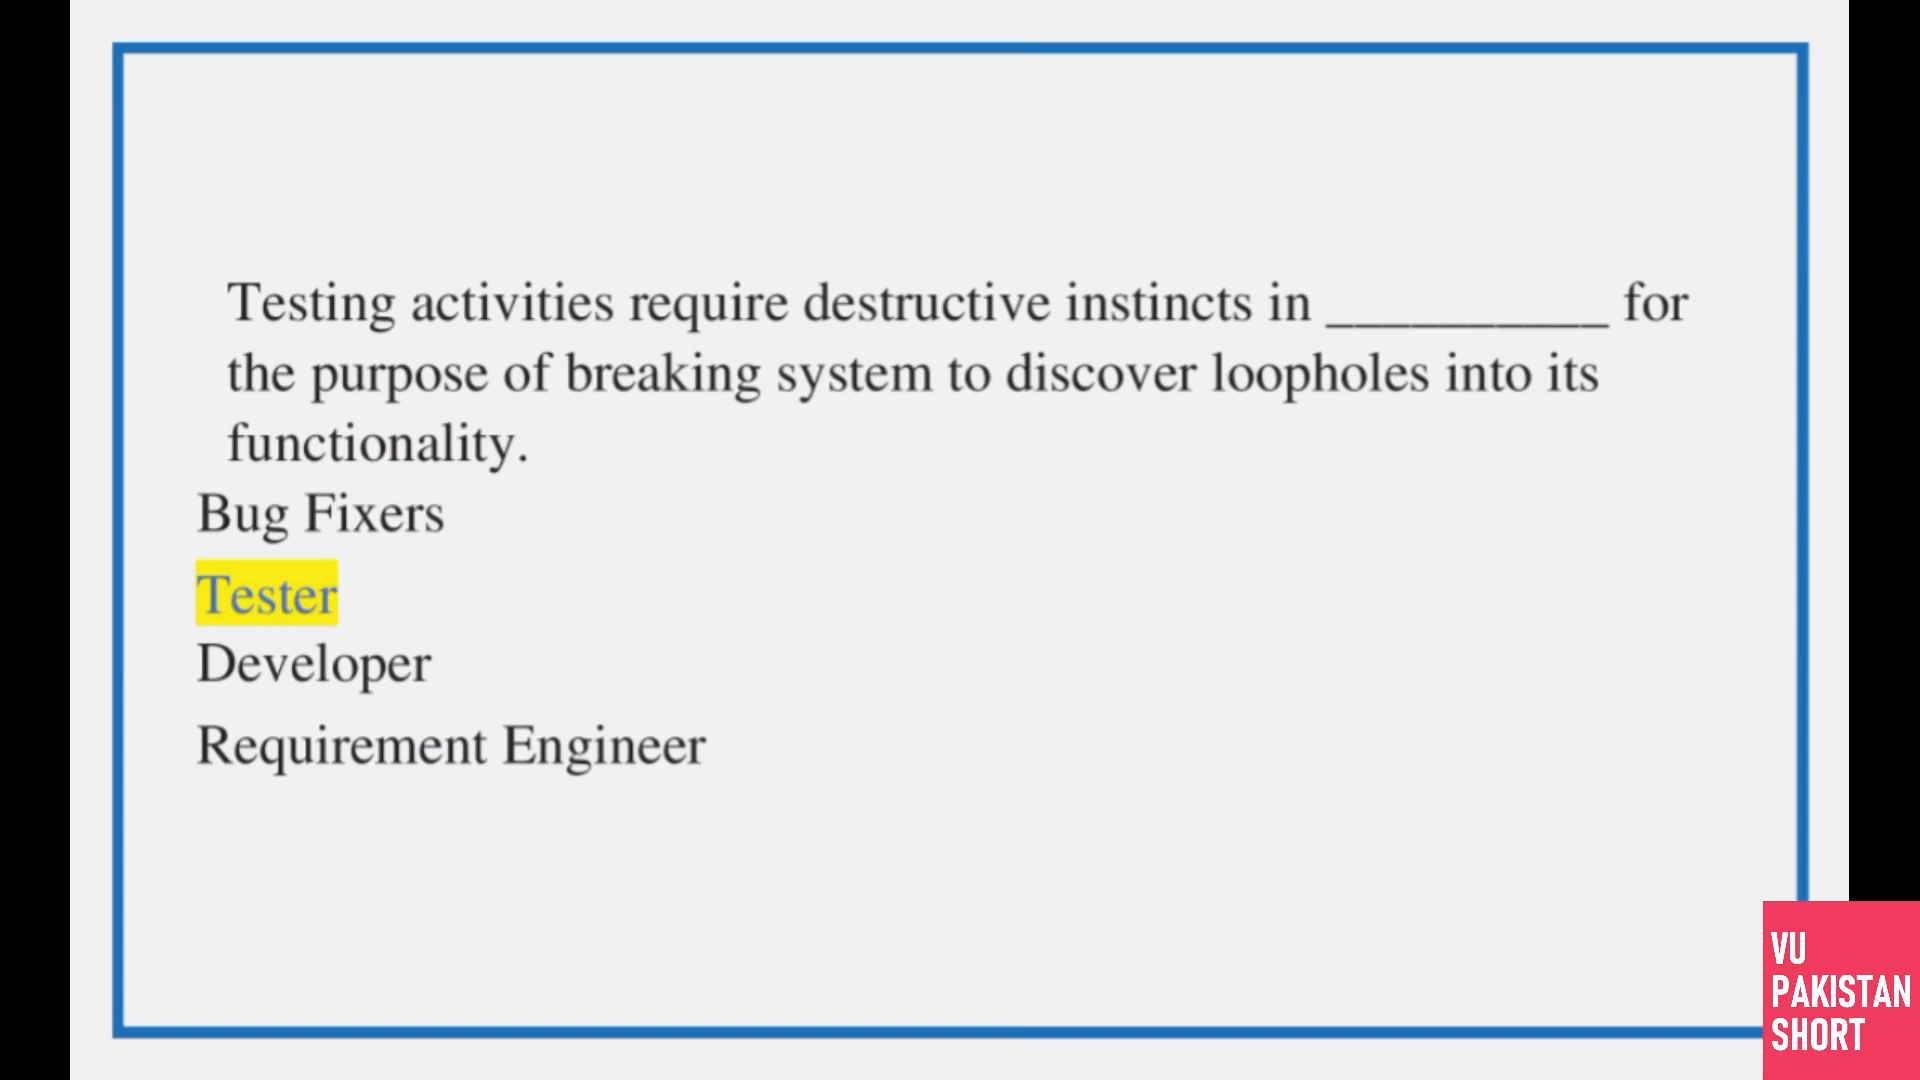 Testing activities require destructive instincts in __________ for
the purpose of breaking system to discover loopholes into its
functionality.
Bug Fixers
Tester
Developer
Requirement Engineer
VU
PAKISTAN
SHORT